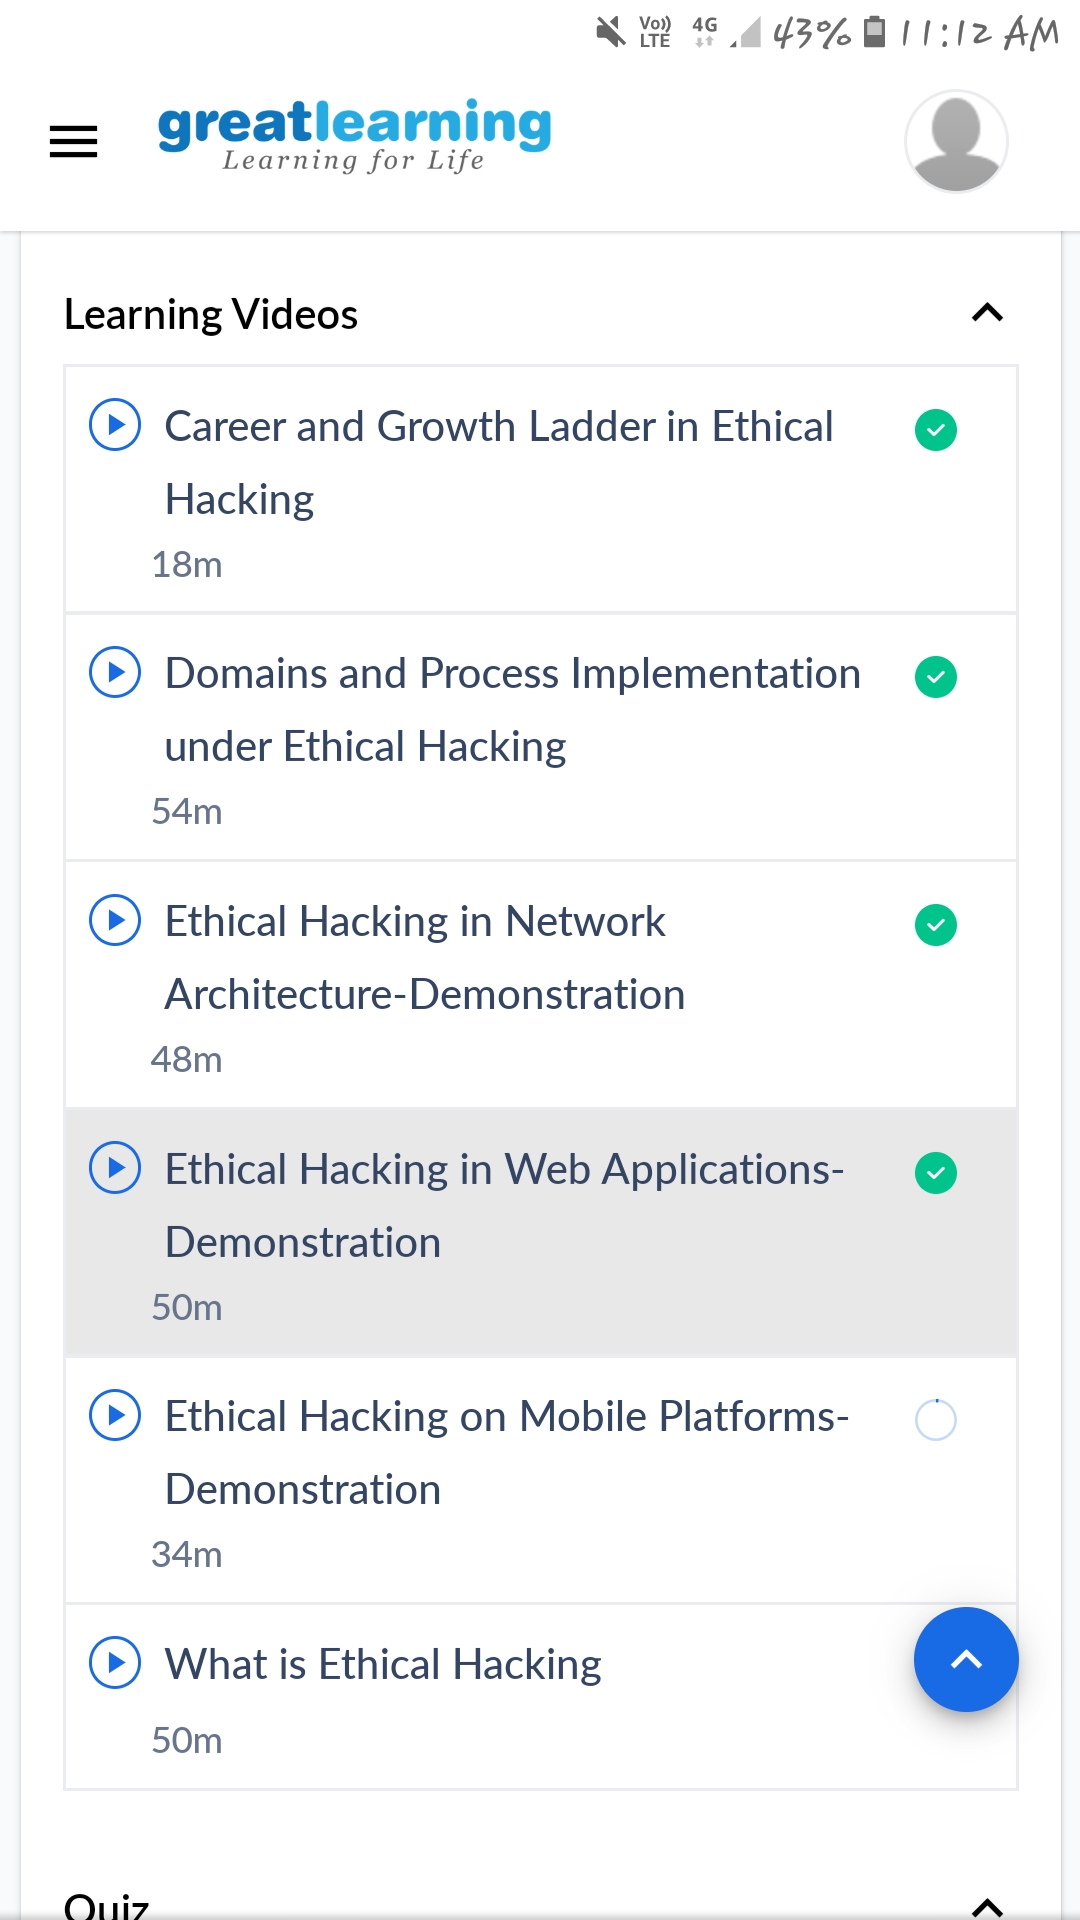 Vo)) LTE 4G 43% 11:12 AM
greatlearning
Learning for Life
Learning Videos
Career and Growth Ladder in Ethical
Hacking
18m
Domains and Process Implementation
under Ethical Hacking
54m
Ethical Hacking in Network
Architecture-Demonstration
48m
Ethical Hacking in Web Applications-
Demonstration
50m
Ethical Hacking on Mobile Platforms-
Demonstration
34m
What is Ethical Hacking
50m
Quiz